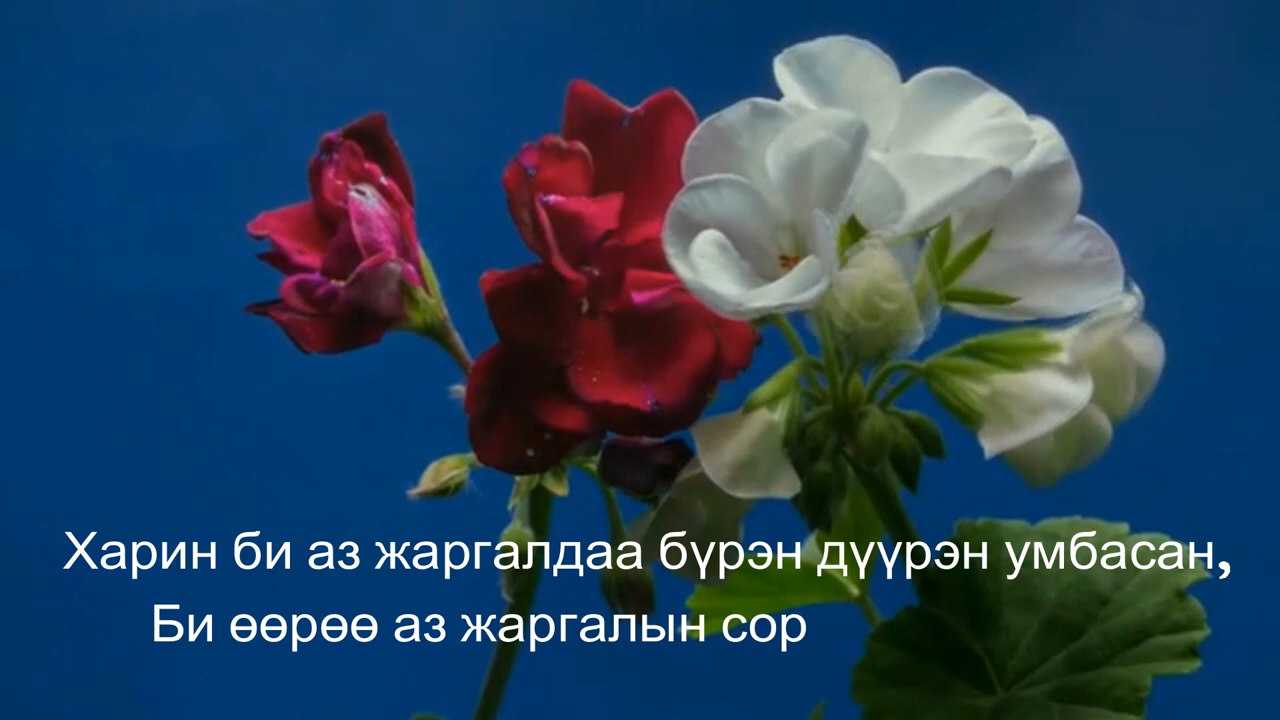 Харин би аз жаргалдаа бүрэн дүүрэн умбасан,
Би өөрөө аз жаргалын сор